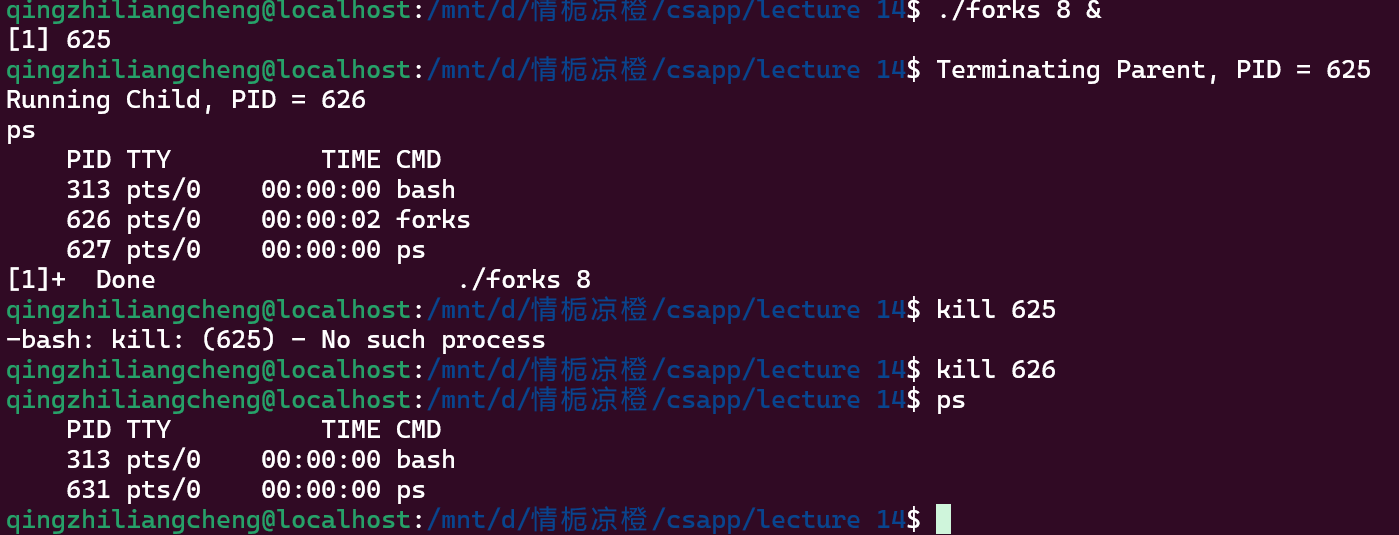 qingzhiliangcheng@localhost:/mnt/d/情栀凉橙/csapp/lecture 14$ ./forks 8 &
[1] 625
qingzhiliangcheng@localhost:/mnt/d/情栀凉橙/csapp/lecture 14$ Terminating Parent, PID = 625
Running Child, PID = 626
ps
    PID TTY          TIME CMD
    313 pts/0    00:00:00 bash
    626 pts/0    00:00:02 forks
    627 pts/0    00:00:00 ps
[1]+  Done                    ./forks 8
qingzhiliangcheng@localhost:/mnt/d/情栀凉橙/csapp/lecture 14$ kill 625
-bash: kill: (625) - No such process
qingzhiliangcheng@localhost:/mnt/d/情栀凉橙/csapp/lecture 14$ kill 626
qingzhiliangcheng@localhost:/mnt/d/情栀凉橙/csapp/lecture 14$ ps
    PID TTY          TIME CMD
    313 pts/0    00:00:00 bash
    631 pts/0    00:00:00 ps
qingzhiliangcheng@localhost:/mnt/d/情栀凉橙/csapp/lecture 14$